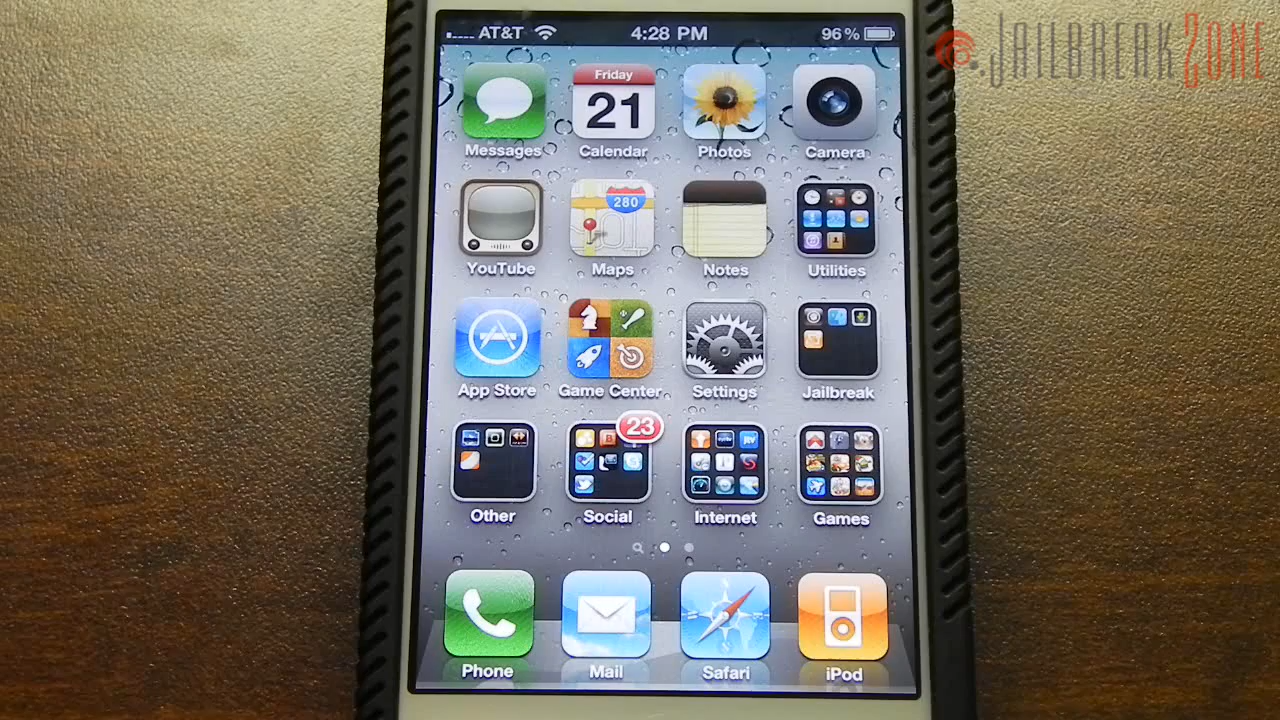 AT&T 4:28 PM 96%
JailbreakZone
Friday
21
Messages Calendar Photos Camera
280
YouTube Maps Notes Utilities
App Store Game Center Settings Jailbreak
23
Other Social Internet Games
Phone Mail Safari iPod